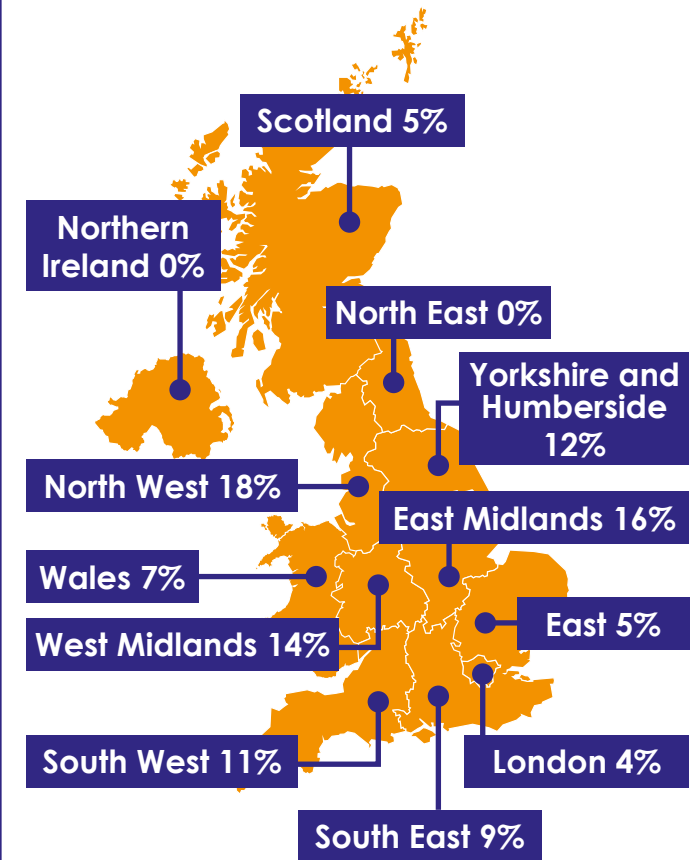 Scotland 5%
Northern
Ireland 0%
North East 0%
Yorkshire and
Humberside
12%
North West 18%
East Midlands 16%
Wales 7%
East 5%
West Midlands 14%
South West 11%
London 4%
South East 9%